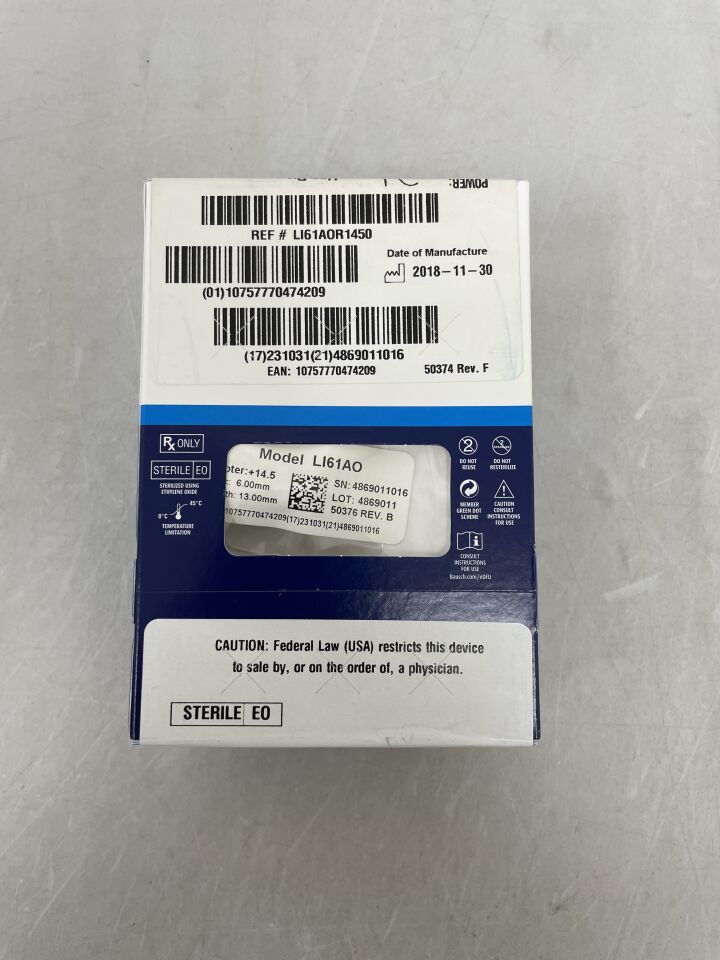 POWER:
REF # LI61AOR1450
Date of Manufacture
2018-11-30
(01)10757770474209
(17)231031(21)4869011016
EAN: 10757770474209
50374 Rev. F
Rx ONLY
STERILE EO
STERILIZED USING
ETHYLENE OXIDE
45°C
0°C
TEMPERATURE
LIMITATION
Model LI61AO
oter:+14.5
6.00mm
th: 13.00mm
SN: 4869011016
LOT: 4869011
50376 REV. B
10757770474209(17)231031(21)4869011016
2
DO NOT
REUSE
DO NOT
RESTERILIZE
MEMBER
GREEN DOT
SCHEME
CAUTION
CONSULT
INSTRUCTIONS
FOR USE
CONSULT
INSTRUCTIONS
FOR USE
Bausch.com/eDFU
CAUTION: Federal Law (USA) restricts this device
to sale by, or on the order of, a physician.
STERILE EO